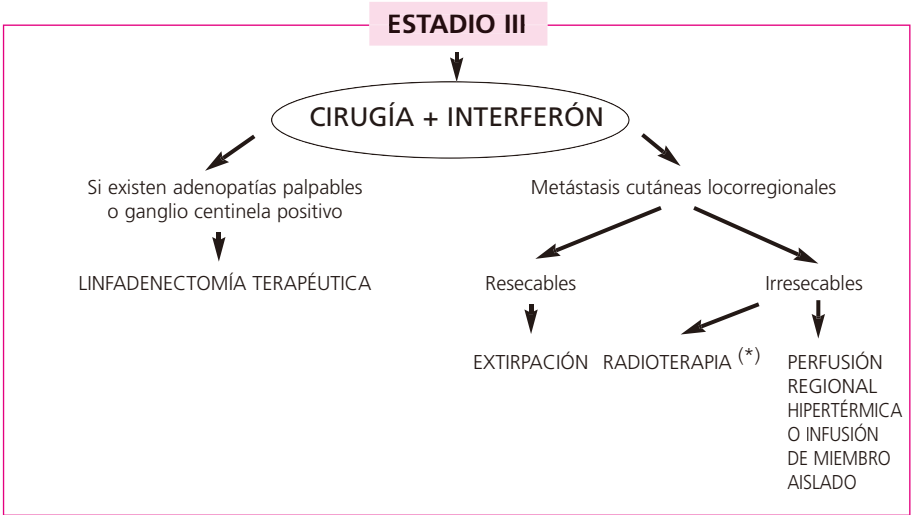 ESTADIO III
CIRUGÍA + INTERFERÓN
Si existen adenopatías palpables
o ganglio centinela positivo
LINFADENECTOMÍA TERAPÉUTICA
Metástasis cutáneas locorregionales
Resecables
Irresecables
EXTIRPACIÓN
RADIOTERAPIA (*)
PERFUSIÓN
REGIONAL
HIPERTÉRMICA
O INFUSIÓN
DE MIEMBRO
AISLADO